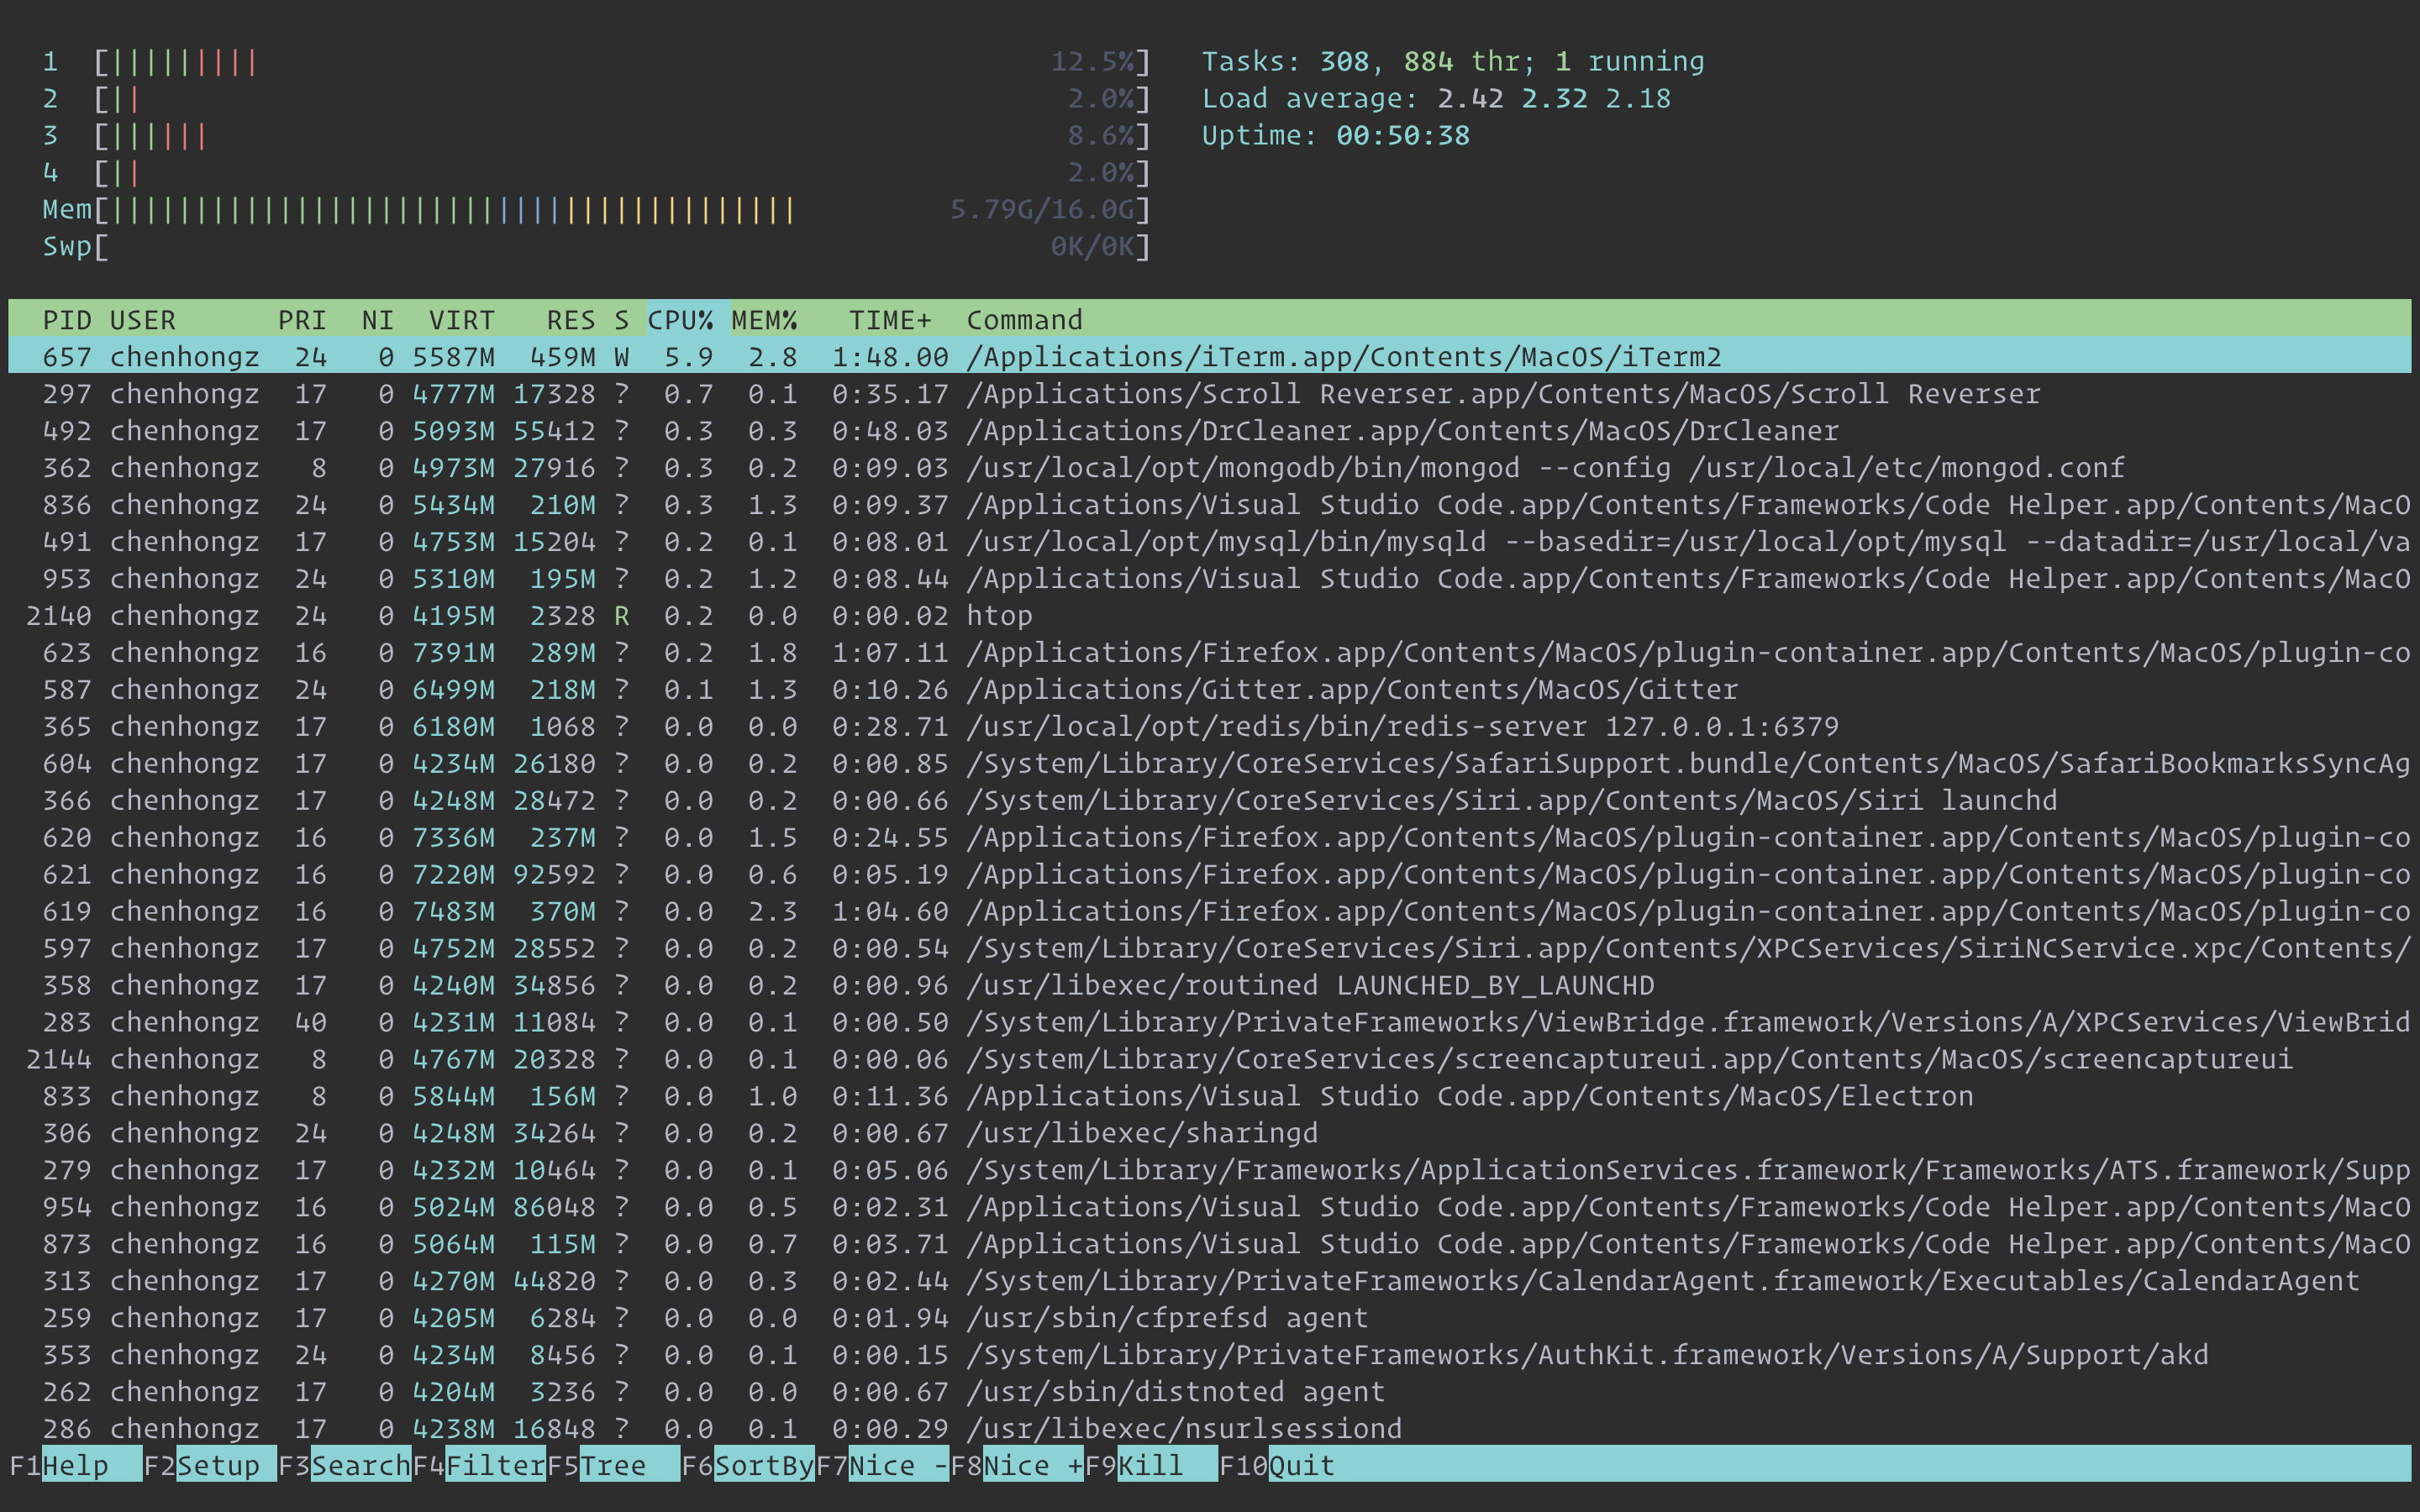 1 [||||||||| 12.5%] Tasks: 308, 884 thr; 1 running
2 [|| 2.0%] Load average: 2.42 2.32 2.18
3 [|||||| 8.6%] Uptime: 00:50:38
4 [|| 2.0%]
Mem[||||||||||||||||||||||||||||||||||||||||| 5.79G/16.0G]
Swp[ 0K/0K]
PID USER PRI NI VIRT RES S CPU% MEM% TIME+ Command
657 chenhongz 24 0 5587M 459M W 5.9 2.8 1:48.00 /Applications/iTerm.app/Contents/MacOS/iTerm2
297 chenhongz 17 0 4777M 17328 ? 0.7 0.1 0:35.17 /Applications/Scroll Reverser.app/Contents/MacOS/Scroll Reverser
492 chenhongz 17 0 5093M 55412 ? 0.3 0.3 0:48.03 /Applications/DrCleaner.app/Contents/MacOS/DrCleaner
362 chenhongz 8 0 4973M 27916 ? 0.3 0.2 0:09.03 /usr/local/opt/mongodb/bin/mongod --config /usr/local/etc/mongod.conf
836 chenhongz 24 0 5434M 210M ? 0.3 1.3 0:09.37 /Applications/Visual Studio Code.app/Contents/Frameworks/Code Helper.app/Contents/MacO
491 chenhongz 17 0 4753M 15204 ? 0.2 0.1 0:08.01 /usr/local/opt/mysql/bin/mysqld --basedir=/usr/local/opt/mysql --datadir=/usr/local/va
953 chenhongz 24 0 5310M 195M ? 0.2 1.2 0:08.44 /Applications/Visual Studio Code.app/Contents/Frameworks/Code Helper.app/Contents/MacO
2140 chenhongz 24 0 4195M 2328 R 0.2 0.0 0:00.02 htop
623 chenhongz 16 0 7391M 289M ? 0.2 1.8 1:07.11 /Applications/Firefox.app/Contents/MacOS/plugin-container.app/Contents/MacOS/plugin-co
587 chenhongz 24 0 6499M 218M ? 0.1 1.3 0:10.26 /Applications/Gitter.app/Contents/MacOS/Gitter
365 chenhongz 17 0 6180M 1068 ? 0.0 0.0 0:28.71 /usr/local/opt/redis/bin/redis-server 127.0.0.1:6379
604 chenhongz 17 0 4234M 26180 ? 0.0 0.2 0:00.85 /System/Library/CoreServices/SafariSupport.bundle/Contents/MacOS/SafariBookmarksSyncAg
366 chenhongz 17 0 4248M 28472 ? 0.0 0.2 0:00.66 /System/Library/CoreServices/Siri.app/Contents/MacOS/Siri launchd
620 chenhongz 16 0 7336M 237M ? 0.0 1.5 0:24.55 /Applications/Firefox.app/Contents/MacOS/plugin-container.app/Contents/MacOS/plugin-co
621 chenhongz 16 0 7220M 92592 ? 0.0 0.6 0:05.19 /Applications/Firefox.app/Contents/MacOS/plugin-container.app/Contents/MacOS/plugin-co
619 chenhongz 16 0 7483M 370M ? 0.0 2.3 1:04.60 /Applications/Firefox.app/Contents/MacOS/plugin-container.app/Contents/MacOS/plugin-co
597 chenhongz 17 0 4752M 28552 ? 0.0 0.2 0:00.54 /System/Library/CoreServices/Siri.app/Contents/XPCServices/SiriNCService.xpc/Contents/
358 chenhongz 17 0 4240M 34856 ? 0.0 0.2 0:00.96 /usr/libexec/routined LAUNCHED_BY_LAUNCHD
283 chenhongz 40 0 4231M 11084 ? 0.0 0.1 0:00.50 /System/Library/PrivateFrameworks/ViewBridge.framework/Versions/A/XPCServices/ViewBrid
2144 chenhongz 8 0 4767M 20328 ? 0.0 0.1 0:00.06 /System/Library/CoreServices/screencaptureui.app/Contents/MacOS/screencaptureui
833 chenhongz 8 0 5844M 156M ? 0.0 1.0 0:11.36 /Applications/Visual Studio Code.app/Contents/MacOS/Electron
306 chenhongz 24 0 4248M 34264 ? 0.0 0.2 0:00.67 /usr/libexec/sharingd
279 chenhongz 17 0 4232M 10464 ? 0.0 0.1 0:05.06 /System/Library/Frameworks/ApplicationServices.framework/Frameworks/ATS.framework/Supp
954 chenhongz 16 0 5024M 86048 ? 0.0 0.5 0:02.31 /Applications/Visual Studio Code.app/Contents/Frameworks/Code Helper.app/Contents/MacO
873 chenhongz 16 0 5064M 115M ? 0.0 0.7 0:03.71 /Applications/Visual Studio Code.app/Contents/Frameworks/Code Helper.app/Contents/MacO
313 chenhongz 17 0 4270M 44820 ? 0.0 0.3 0:02.44 /System/Library/PrivateFrameworks/CalendarAgent.framework/Executables/CalendarAgent
259 chenhongz 17 0 4205M 6284 ? 0.0 0.0 0:01.94 /usr/sbin/cfprefsd agent
353 chenhongz 24 0 4234M 8456 ? 0.0 0.1 0:00.15 /System/Library/PrivateFrameworks/AuthKit.framework/Versions/A/Support/akd
262 chenhongz 17 0 4204M 3236 ? 0.0 0.0 0:00.67 /usr/sbin/distnoted agent
286 chenhongz 17 0 4238M 16848 ? 0.0 0.1 0:00.29 /usr/libexec/nsurlsessiond
F1Help F2Setup F3SearchF4FilterF5Tree F6SortByF7Nice -F8Nice +F9Kill F10Quit